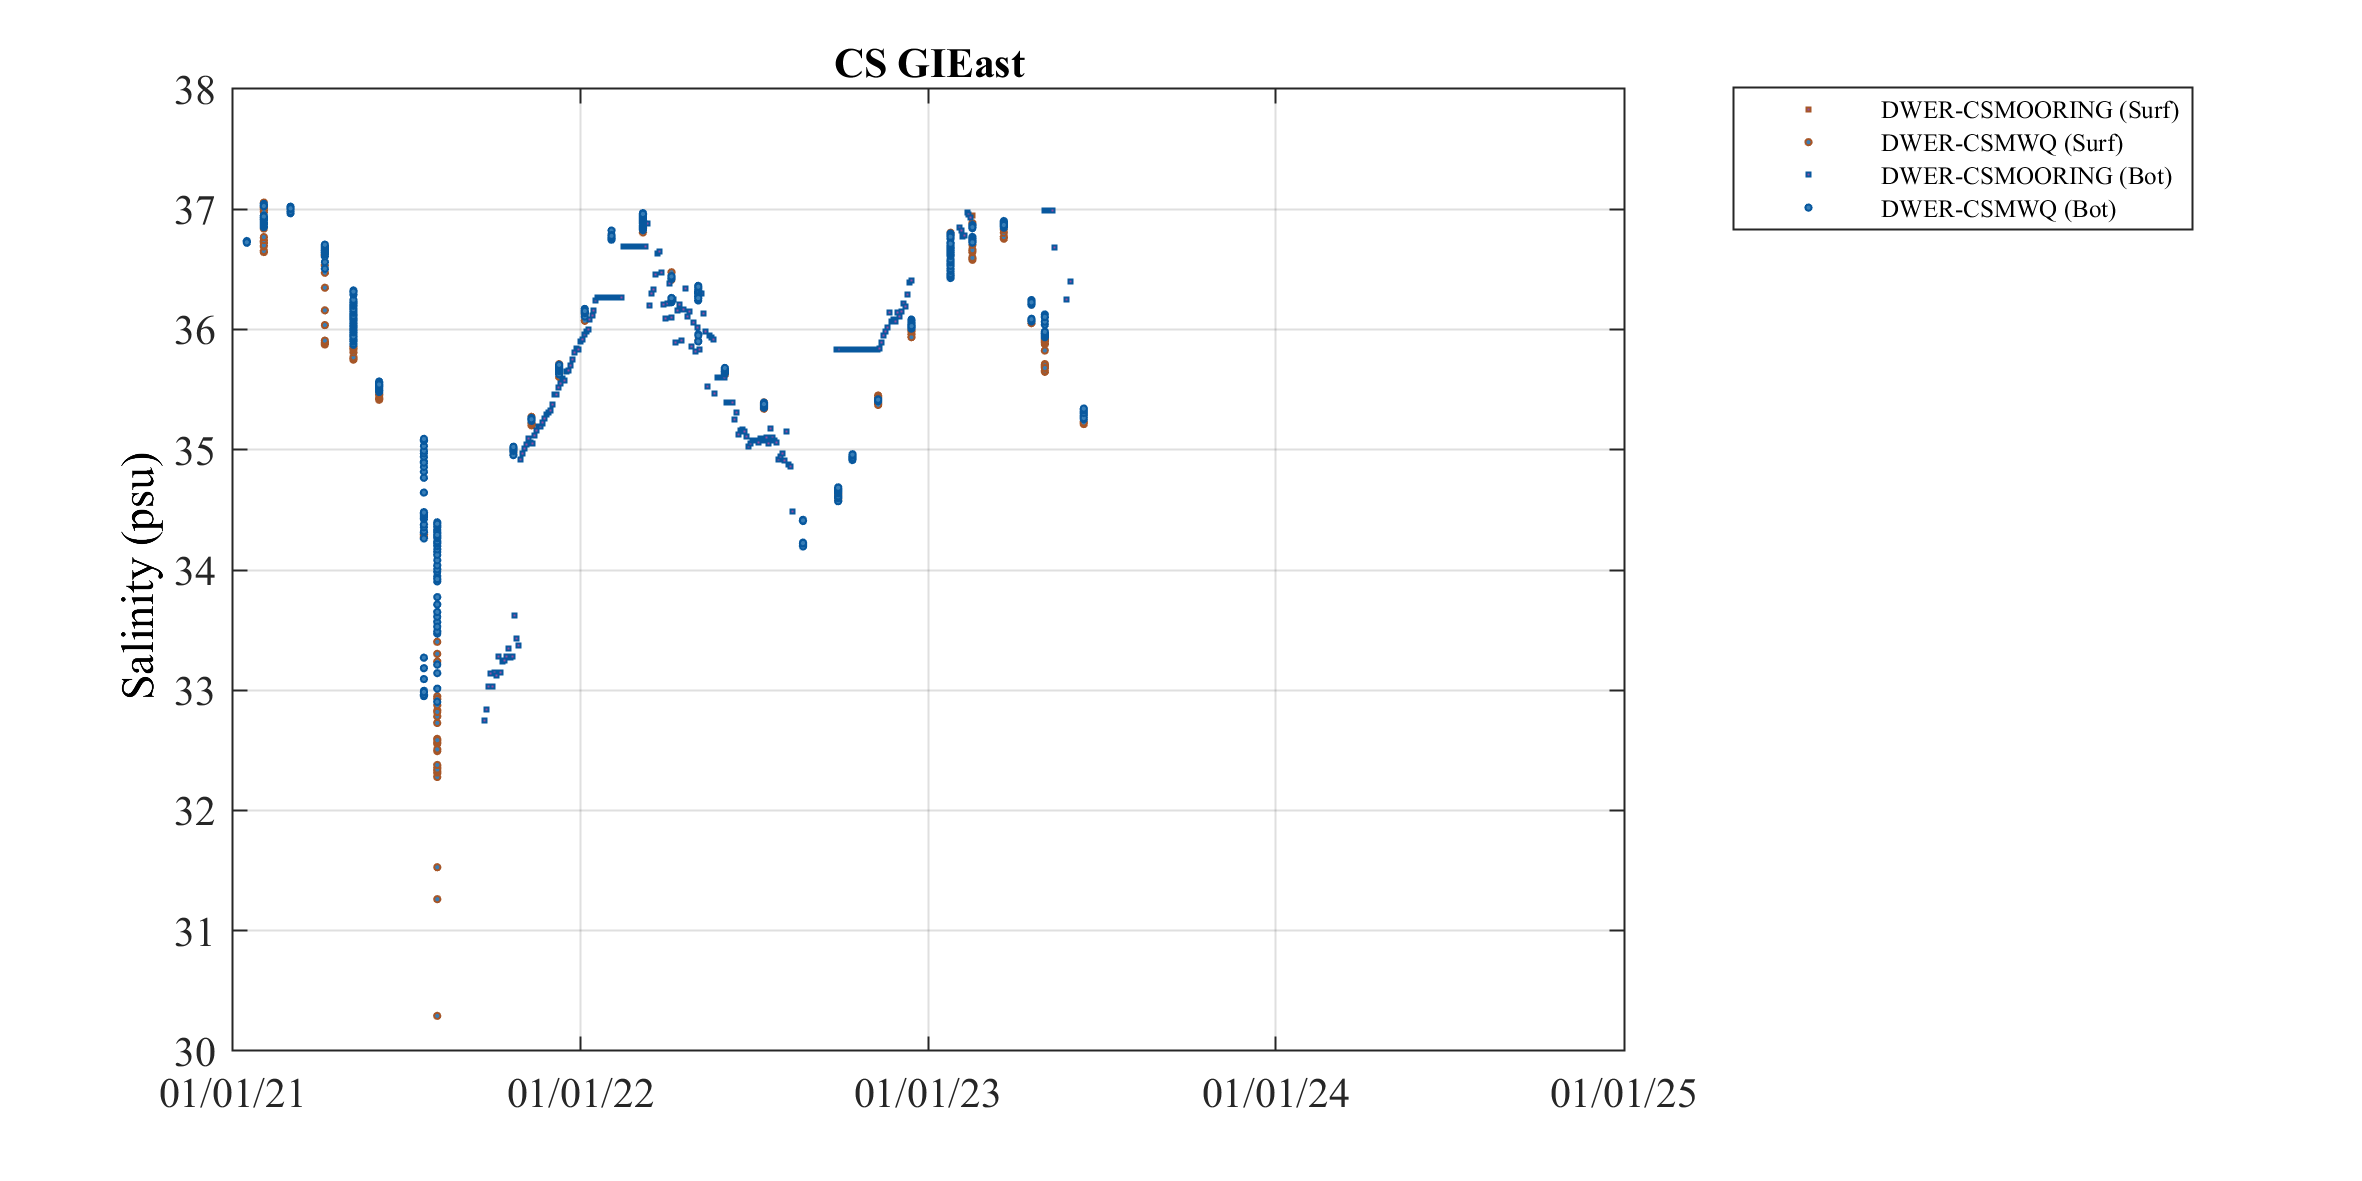 CS GIEast
38
37
36
35
34
33
32
31
30
Salinity (psu)
01/01/21
01/01/22
01/01/23
01/01/24
01/01/25
DWER-CSMOORING (Surf)
DWER-CSMWQ (Surf)
DWER-CSMOORING (Bot)
DWER-CSMWQ (Bot)